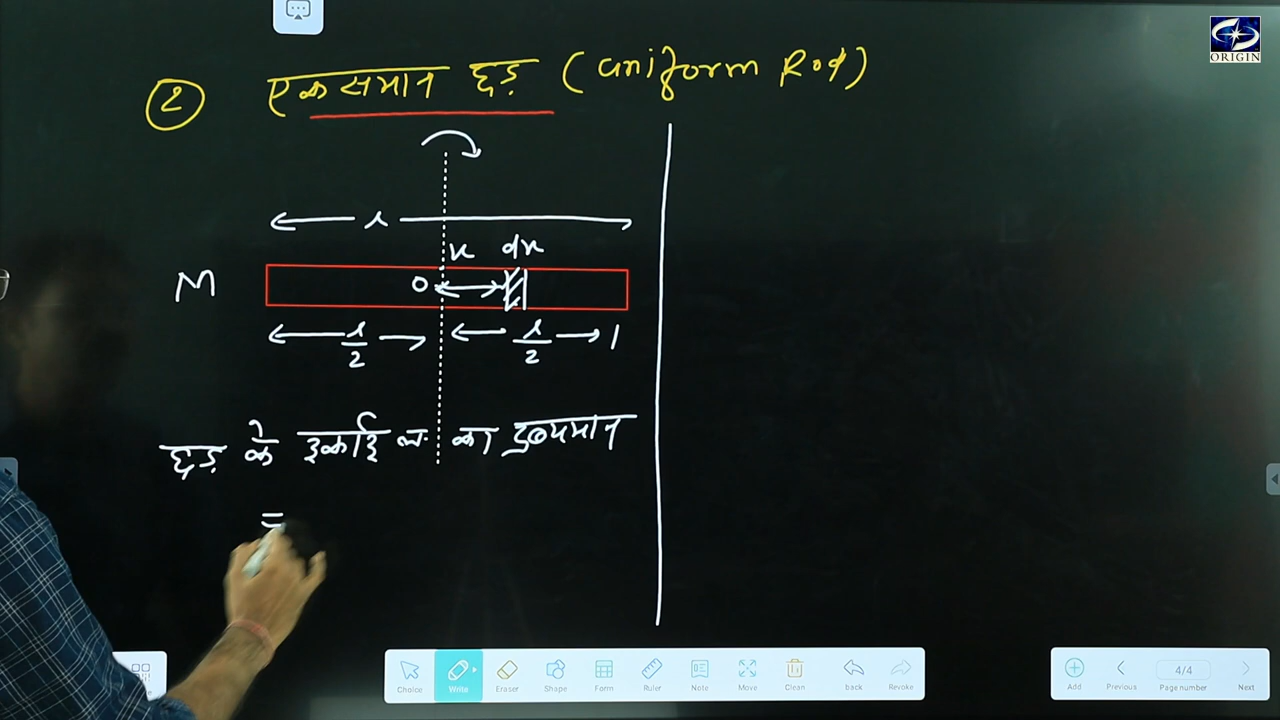 ORIGIN
② एकसमान छड़ (Uniform Rod)
l
x dx
M O
l/2 l/2
छड़ के इकाई ल॰ का द्रव्यमान
=
Choice Write Eraser Shape Form Ruler Note Move Clean back Revoke
Add Previous 4/4 Page number Next